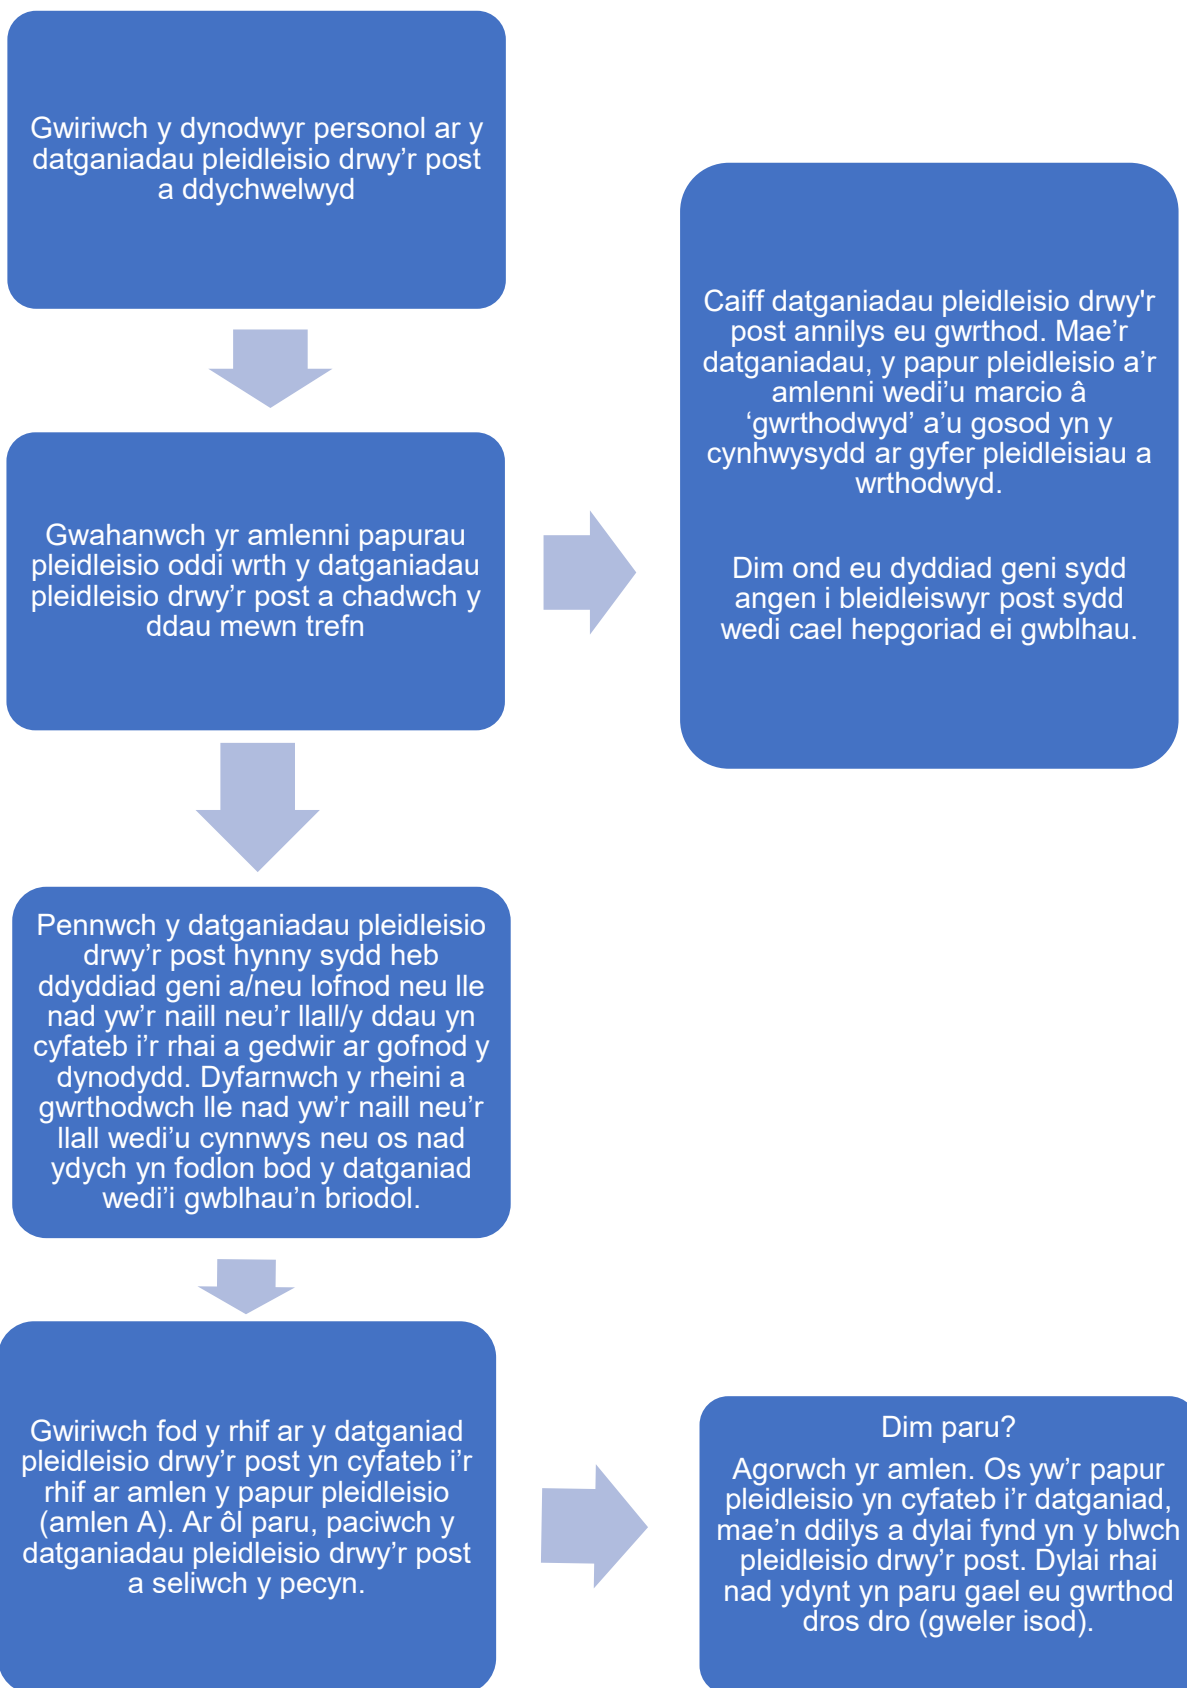 Gwiriwch y dynodwyr personol ar y
datganiadau pleidleisio drwy’r post
a ddychwelwyd
Gwahanwch yr amlenni papurau
pleidleisio oddi wrth y datganiadau
pleidleisio drwy’r post a chadwch y
ddau mewn trefn
Caiff datganiadau pleidleisio drwy'r
post annilys eu gwrthod. Mae’r
datganiadau, y papur pleidleisio a’r
amlenni wedi’u marcio â
‘gwrthodwyd’ a’u gosod yn y
cynhwysydd ar gyfer pleidleisiau a
wrthodwyd.
Dim ond eu dyddiad geni sydd
angen i bleidleiswyr post sydd
wedi cael hepgoriad ei gwblhau.
Pennwch y datganiadau pleidleisio
drwy’r post hynny sydd heb
ddyddiad geni a/neu lofnod neu lle
nad yw’r naill neu’r llall/y ddau yn
cyfateb i’r rhai a gedwir ar gofnod y
dynodydd. Dyfarnwch y rheini a
gwrthodwch lle nad yw’r naill neu’r
llall wedi’u cynnwys neu os nad
ydych yn fodlon bod y datganiad
wedi’i gwblhau’n briodol.
Gwiriwch fod y rhif ar y datganiad
pleidleisio drwy’r post yn cyfateb i’r
rhif ar amlen y papur pleidleisio
(amlen A). Ar ôl paru, paciwch y
datganiadau pleidleisio drwy’r post
a seliwch y pecyn.
Dim paru?
Agorwch yr amlen. Os yw’r papur
pleidleisio yn cyfateb i’r datganiad,
mae’n ddilys a dylai fynd yn y blwch
pleidleisio drwy’r post. Dylai rhai
nad ydynt yn paru gael eu gwrthod
dros dro (gweler isod).